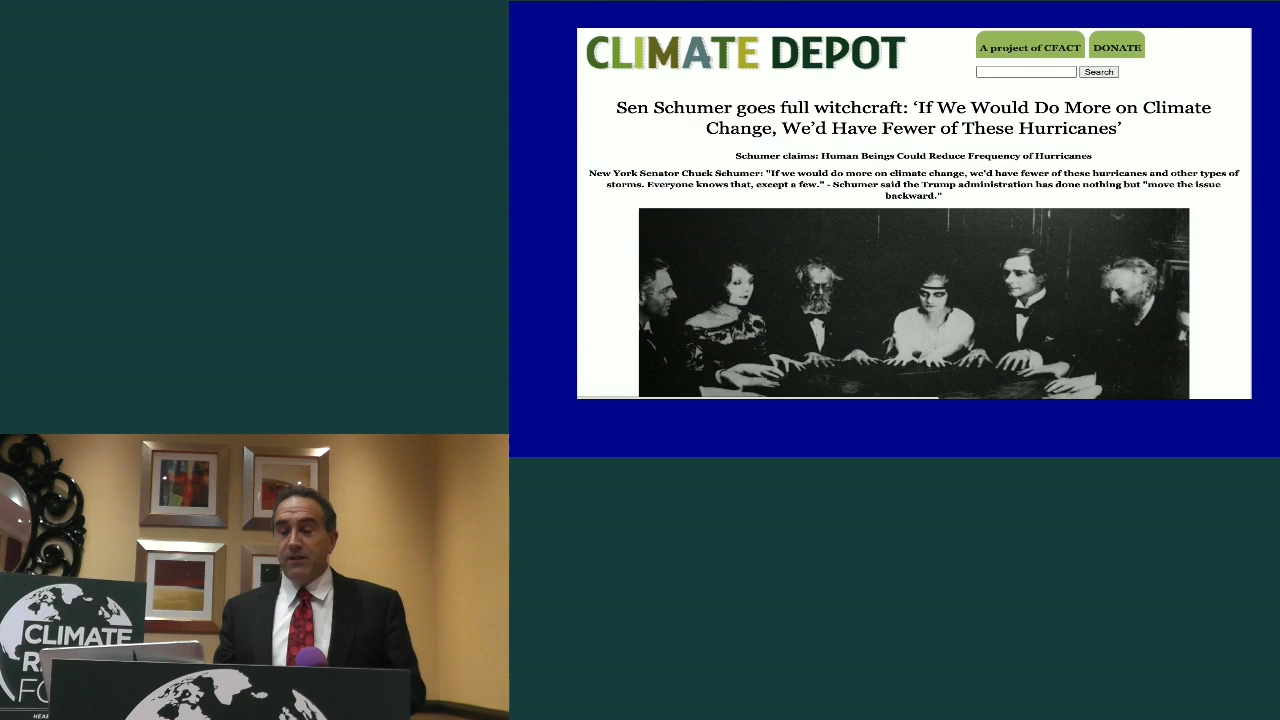 CLIMATE DEPOT
A project of CFACT
DONATE
Search
Sen Schumer goes full witchcraft: ‘If We Would Do More on Climate
Change, We’d Have Fewer of These Hurricanes’
Schumer claims: Human Beings Could Reduce Frequency of Hurricanes
New York Senator Chuck Schumer: "If we would do more on climate change, we'd have fewer of these hurricanes and other types of
storms. Everyone knows that, except a few." - Schumer said the Trump administration has done nothing but "move the issue
backward."
CLIMATE